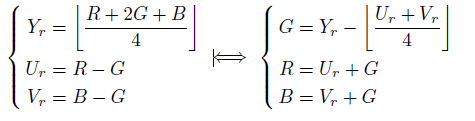 Y_r = ⌊(R + 2G + B)/4⌋ ⟺ G = Y_r − ⌊(U_r + V_r)/4⌋
U_r = R − G R = U_r + G
V_r = B − G B = V_r + G